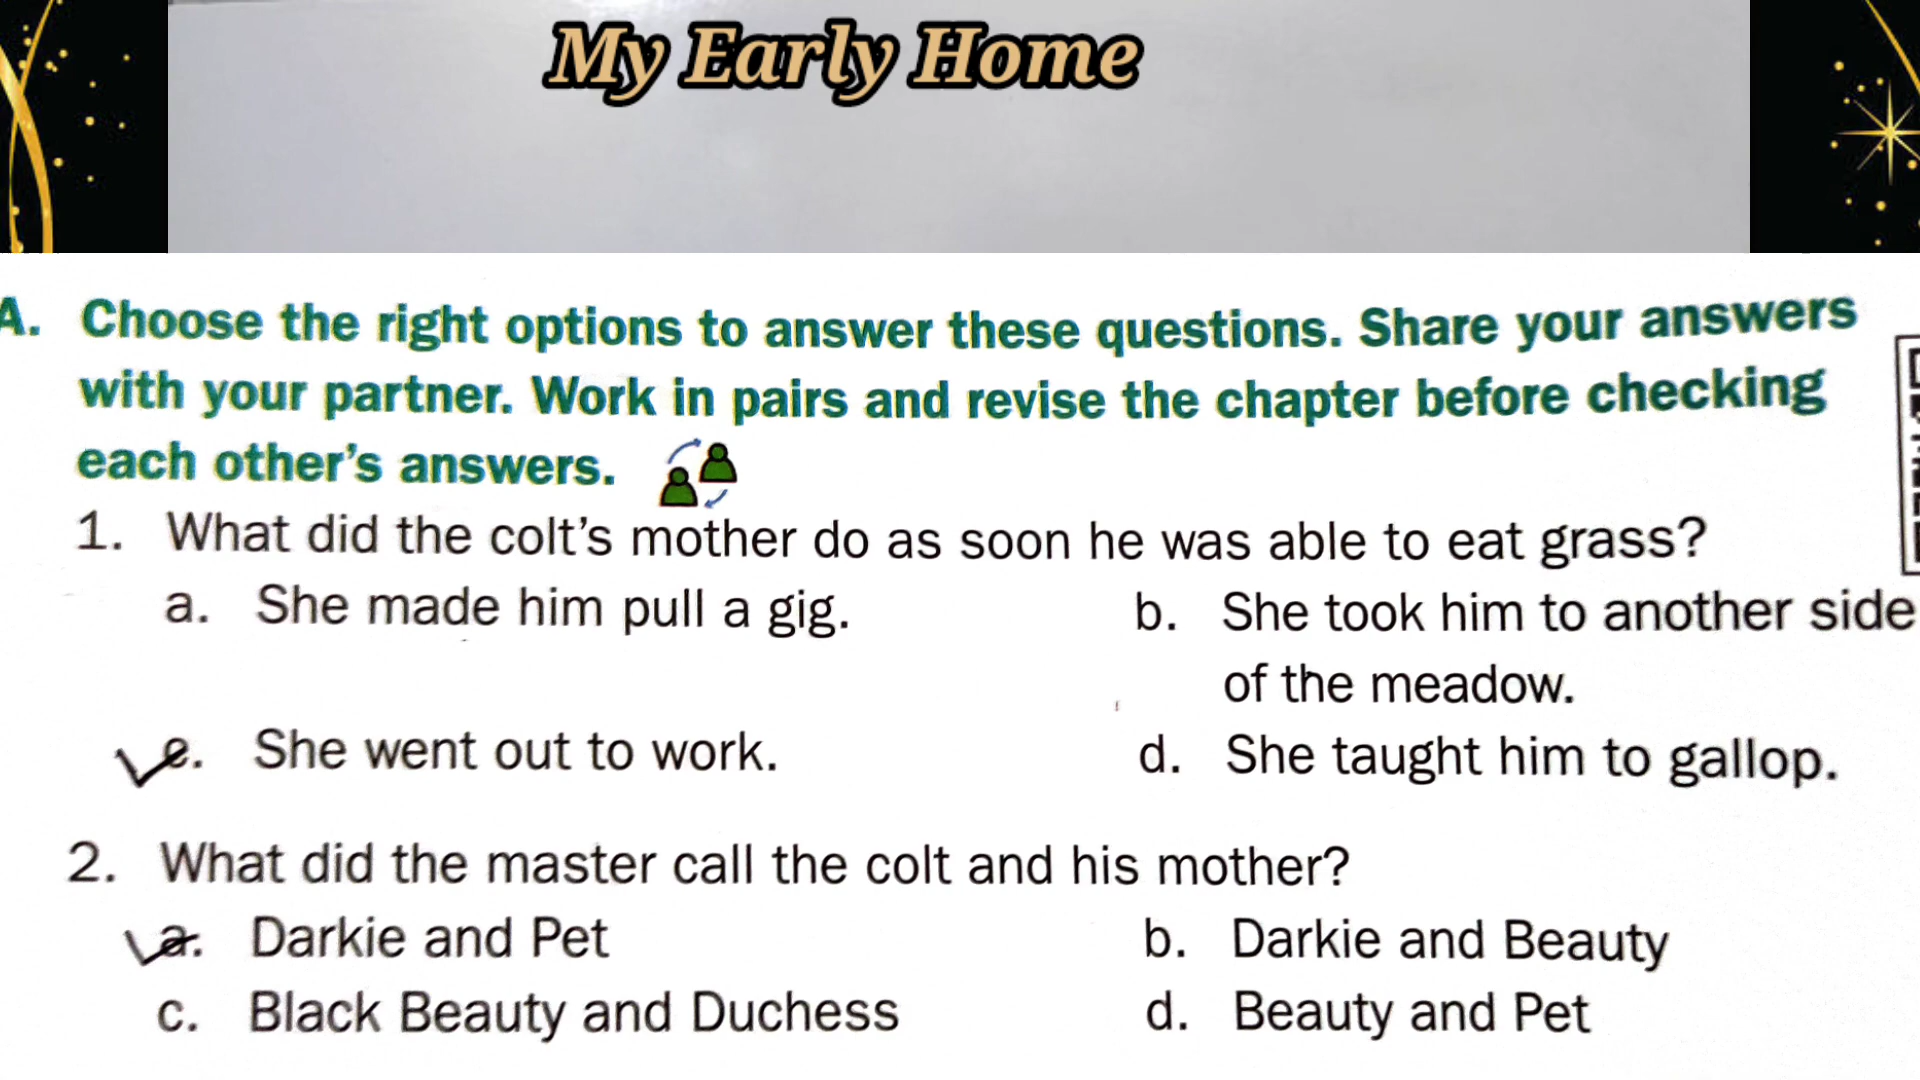 My Early Home
A. Choose the right options to answer these questions. Share your answers
with your partner. Work in pairs and revise the chapter before checking
each other's answers.
1. What did the colt's mother do as soon he was able to eat grass?
a. She made him pull a gig. b. She took him to another side
of the meadow.
c. She went out to work. d. She taught him to gallop.
2. What did the master call the colt and his mother?
a. Darkie and Pet b. Darkie and Beauty
c. Black Beauty and Duchess d. Beauty and Pet